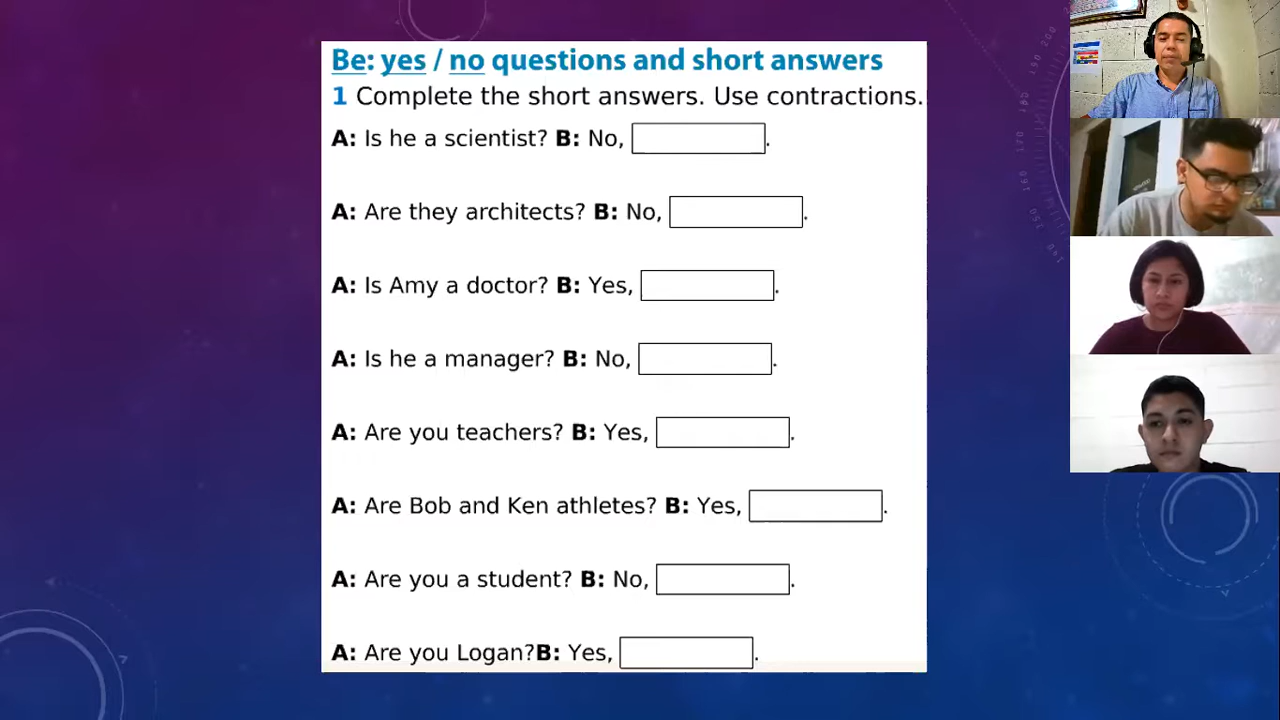 Be: yes / no questions and short answers
1 Complete the short answers. Use contractions.
A: Is he a scientist? B: No, .
A: Are they architects? B: No, .
A: Is Amy a doctor? B: Yes, .
A: Is he a manager? B: No, .
A: Are you teachers? B: Yes, .
A: Are Bob and Ken athletes? B: Yes, .
A: Are you a student? B: No, .
A: Are you Logan?B: Yes, .